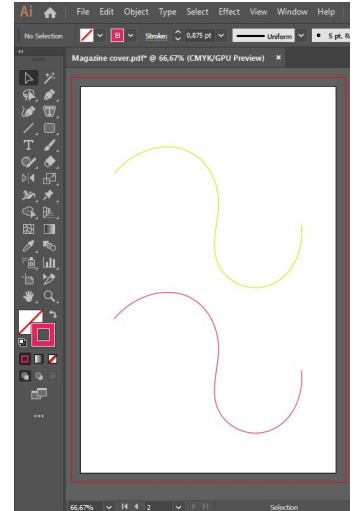 Ai File Edit Object Type Select Effect View Window Help
No Selection Stroke: 0,875 pt Uniform 5 pt. R
Magazine cover.pdf* @ 66,67% (CMYK/GPU Preview) ×
66,67% 2 Selection